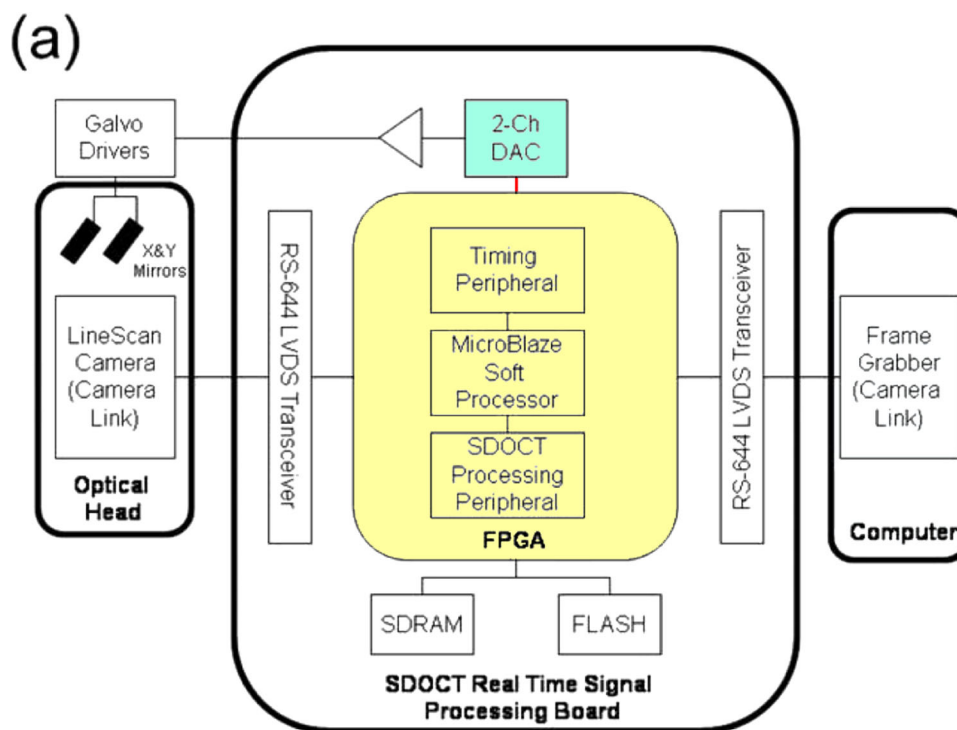 (a)
Galvo
Drivers
2-Ch
DAC
X&Y
Mirrors
LineScan
Camera
(Camera
Link)
Optical
Head
RS-644 LVDS Transceiver
Timing
Peripheral
MicroBlaze
Soft
Processor
SDOCT
Processing
Peripheral
FPGA
SDRAM
FLASH
SDOCT Real Time Signal
Processing Board
RS-644 LVDS Transceiver
Frame
Grabber
(Camera
Link)
Computer